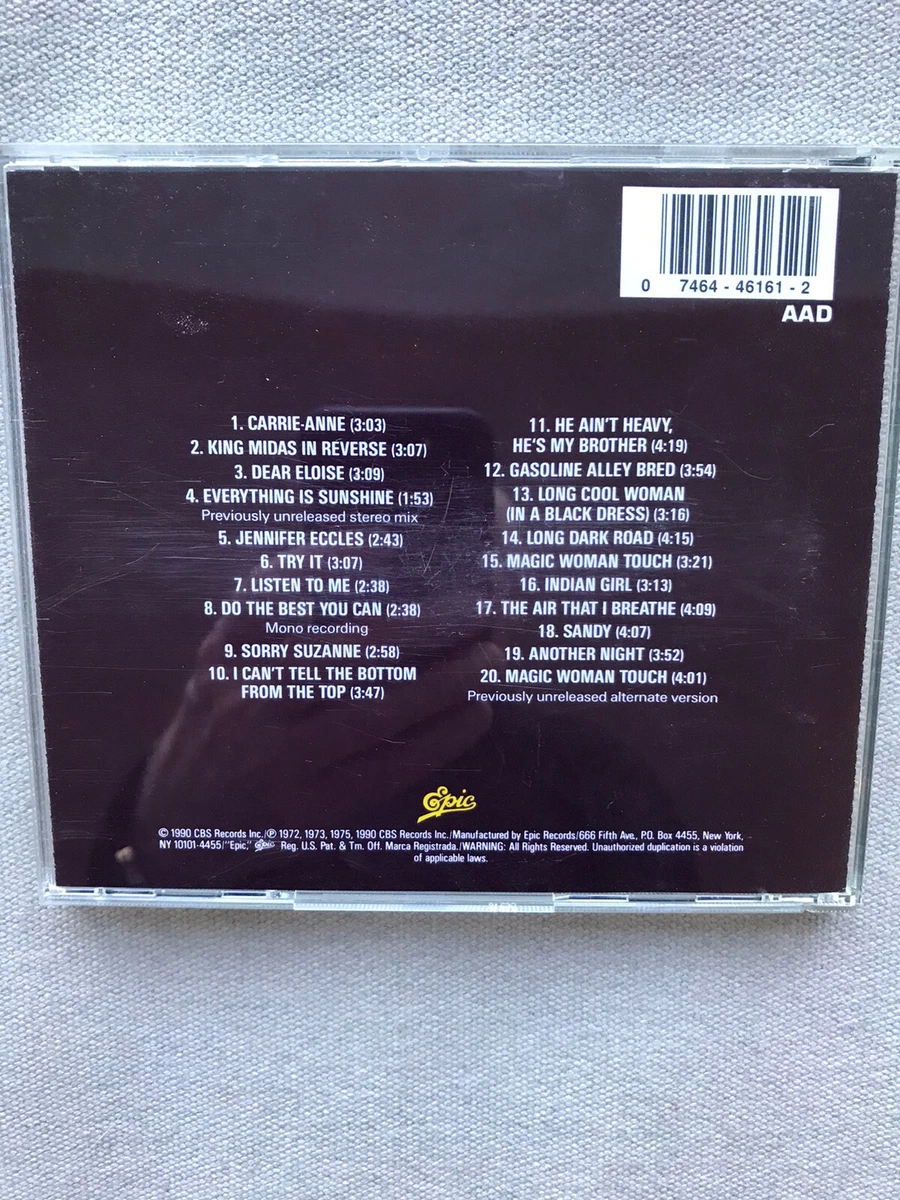 0 7464 - 46161 - 2
AAD
1. CARRIE-ANNE (3:03)
2. KING MIDAS IN REVERSE (3:07)
3. DEAR ELOISE (3:09)
4. EVERYTHING IS SUNSHINE (1:53)
Previously unreleased stereo mix
5. JENNIFER ECCLES (2:43)
6. TRY IT (3:07)
7. LISTEN TO ME (2:38)
8. DO THE BEST YOU CAN (2:38)
Mono recording
9. SORRY SUZANNE (2:58)
10. I CAN'T TELL THE BOTTOM
FROM THE TOP (3:47)
11. HE AIN'T HEAVY,
HE'S MY BROTHER (4:19)
12. GASOLINE ALLEY BRED (3:54)
13. LONG COOL WOMAN
(IN A BLACK DRESS) (3:16)
14. LONG DARK ROAD (4:15)
15. MAGIC WOMAN TOUCH (3:21)
16. INDIAN GIRL (3:13)
17. THE AIR THAT I BREATHE (4:09)
18. SANDY (4:07)
19. ANOTHER NIGHT (3:52)
20. MAGIC WOMAN TOUCH (4:01)
Previously unreleased alternate version
Epic
© 1990 CBS Records Inc./℗ 1972, 1973, 1975, 1990 CBS Records Inc./Manufactured by Epic Records/666 Fifth Ave., P.O. Box 4455, New York,
NY 10101-4455/"Epic," Epic Reg. U.S. Pat. & Tm. Off. Marca Registrada./WARNING: All Rights Reserved. Unauthorized duplication is a violation
of applicable laws.